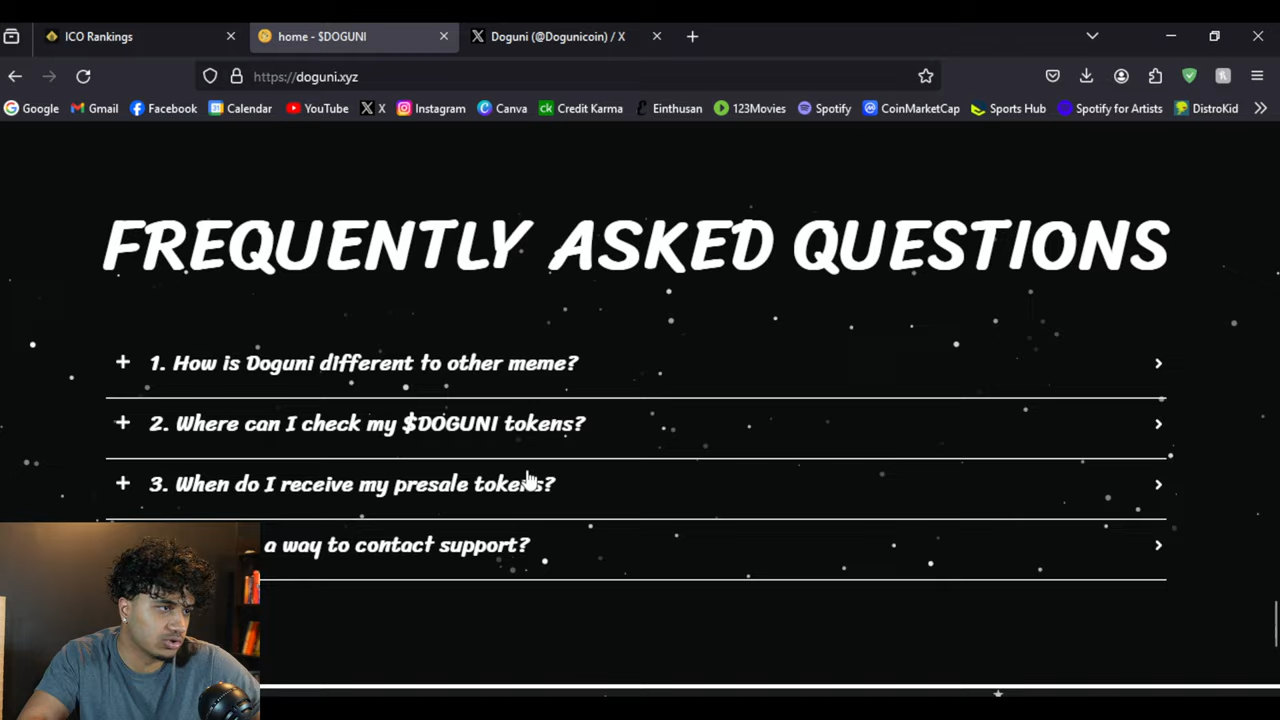 ICO Rankings
home - $DOGUNI
Doguni (@Dogunicoin) / X
https://doguni.xyz
Google Gmail Facebook Calendar YouTube X Instagram Canva Credit Karma Einthusan 123Movies Spotify CoinMarketCap Sports Hub Spotify for Artists DistroKid
FREQUENTLY ASKED QUESTIONS
1. How is Doguni different to other meme?
2. Where can I check my $DOGUNI tokens?
3. When do I receive my presale tokens?
a way to contact support?